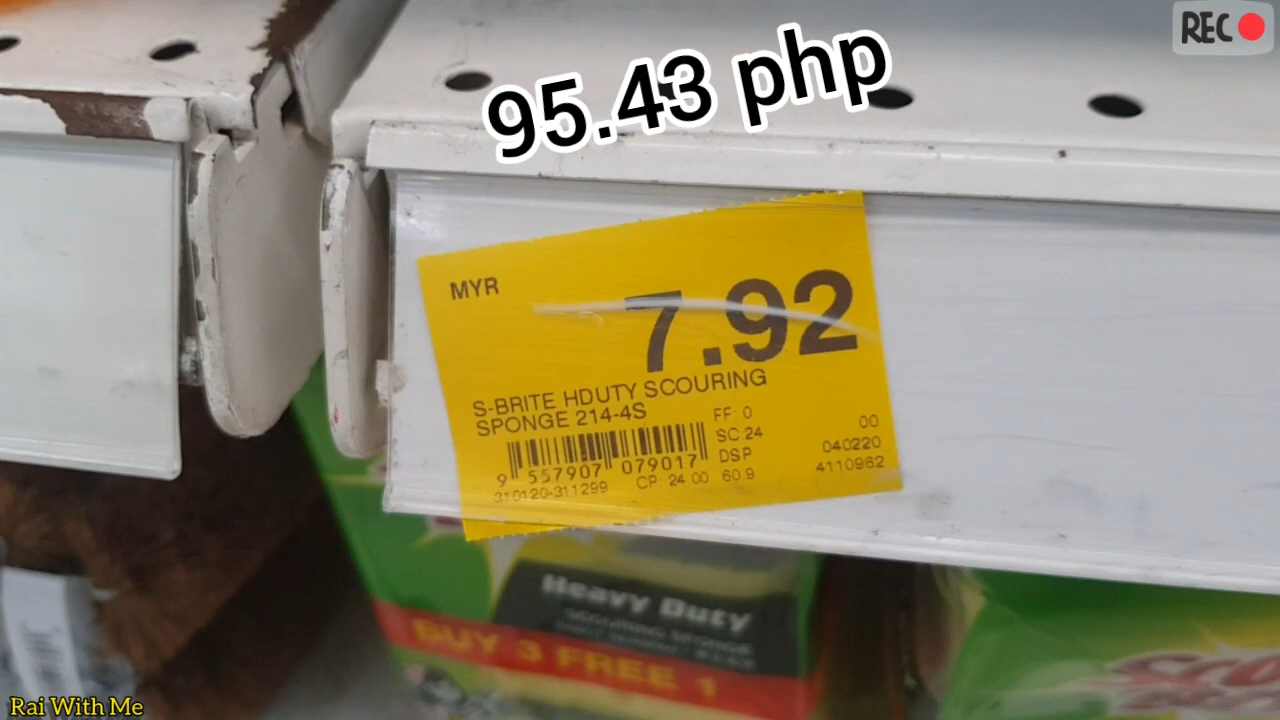 REC
95.43 php
MYR
7.92
S-BRITE HDUTY SCOURING
SPONGE 214-4S
FF: 0
00
SC:24
040220
DSP
4110962
9 557907 079017
310120-311299 CP 24 00 60 9
Heavy Duty
SCOURING SPONGE
BUY 3 FREE 1
Rai With Me